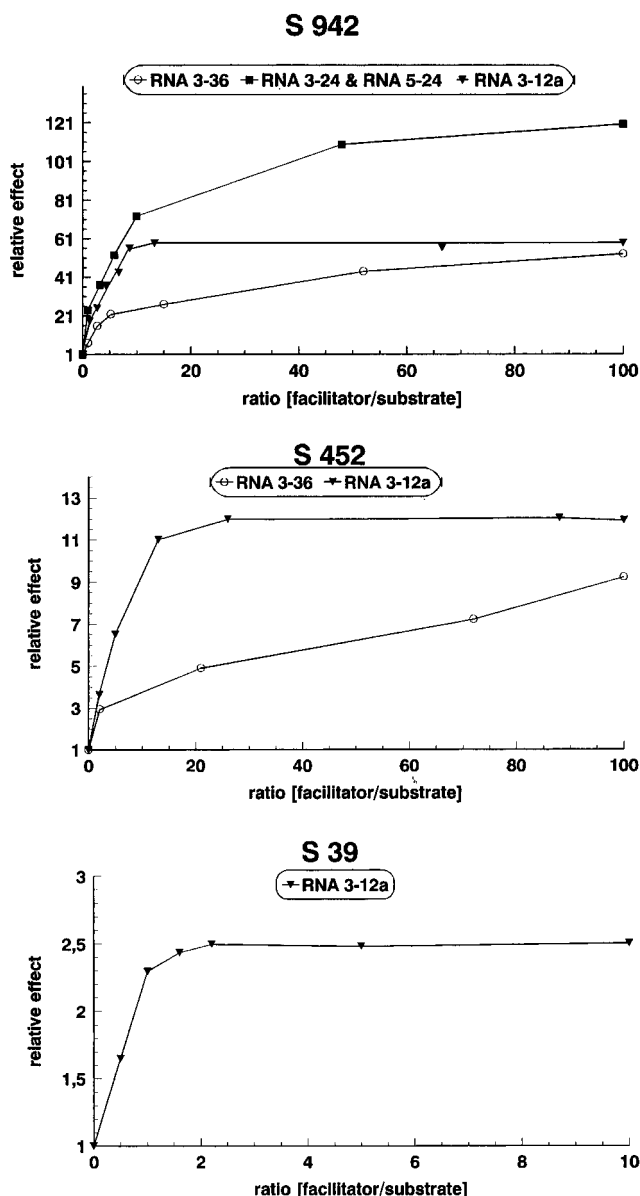 S 942
RNA 3-36 RNA 3-24 & RNA 5-24 RNA 3-12a
121
101
81
61
41
21
1
relative effect
0 20 40 60 80 100
ratio [facilitator/substrate]
S 452
RNA 3-36 RNA 3-12a
13
11
9
7
5
3
1
relative effect
0 20 40 60 80 100
ratio [facilitator/substrate]
S 39
RNA 3-12a
3
2,5
2
1,5
1
relative effect
0 2 4 6 8 10
ratio [facilitator/substrate]